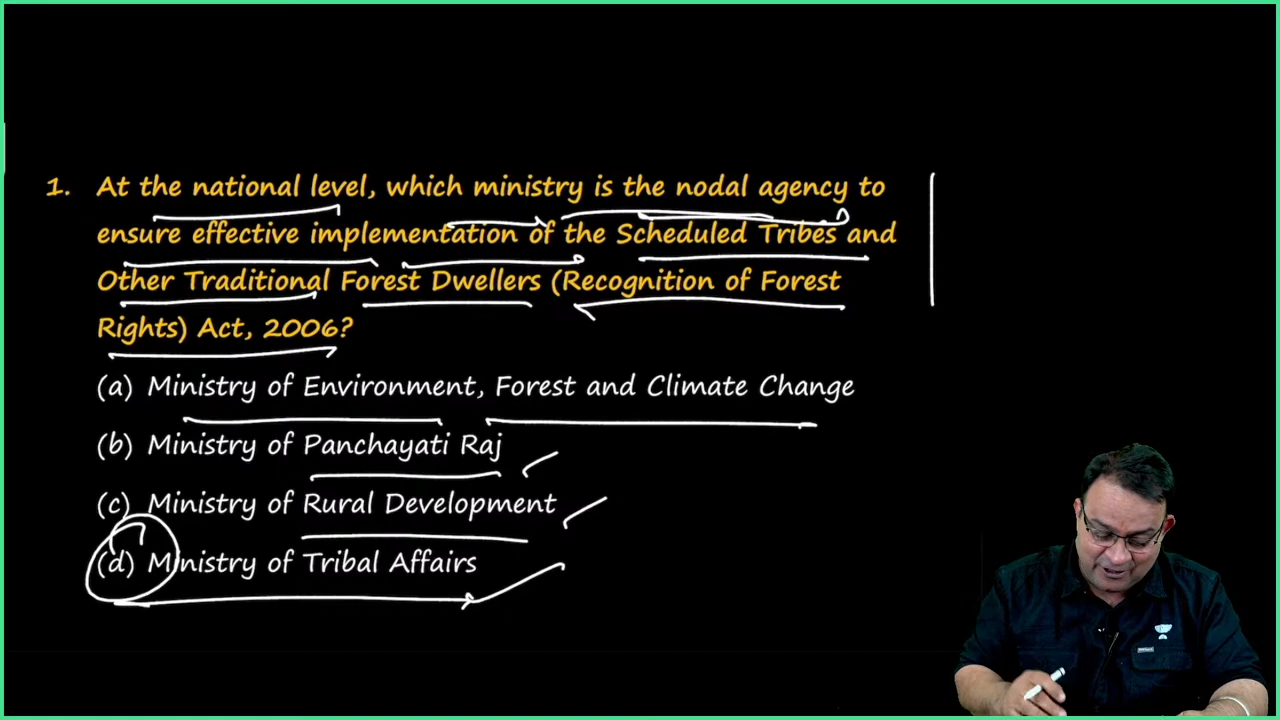 1. At the national level, which ministry is the nodal agency to
ensure effective implementation of the Scheduled Tribes and
Other Traditional Forest Dwellers (Recognition of Forest
Rights) Act, 2006?
(a) Ministry of Environment, Forest and Climate Change
(b) Ministry of Panchayati Raj
(c) Ministry of Rural Development
(d) Ministry of Tribal Affairs